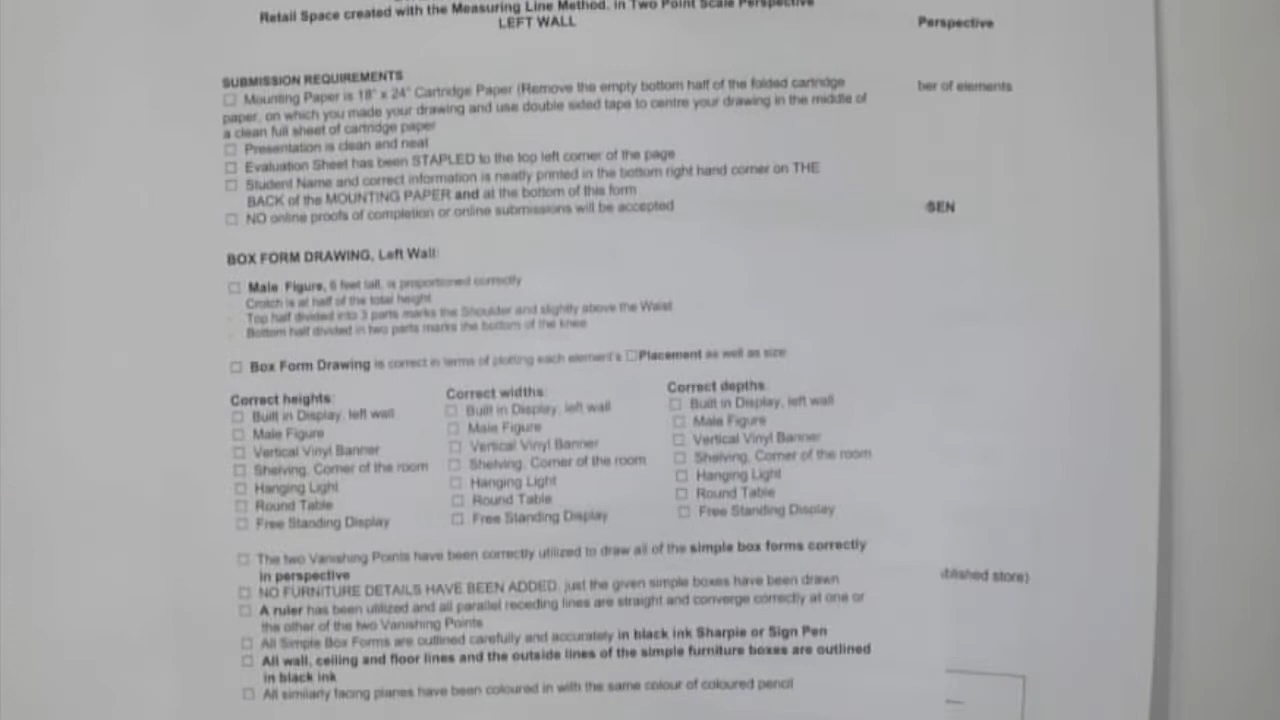 Retail Space created with the Measuring Line Method, in Two Point Scale Perspective
LEFT WALL
Perspective
SUBMISSION REQUIREMENTS
☐ Mounting Paper is 18" x 24" Cartridge Paper (Remove the empty bottom half of the folded cartridge
paper, on which you made your drawing and use double sided tape to centre your drawing in the middle of
a clean full sheet of cartridge paper
ber of elements
☐ Presentation is clean and neat
☐ Evaluation Sheet has been STAPLED to the top left corner of the page
☐ Student Name and correct information is neatly printed in the bottom right hand corner on THE
BACK of the MOUNTING PAPER and at the bottom of this form
☐ NO online proofs of completion or online submissions will be accepted
SEN
BOX FORM DRAWING, Left Wall:
☐ Male Figure, 6 feet tall, is proportioned correctly
Crotch is at half of the total height
Top half divided into 3 parts marks the Shoulder and slightly above the Waist
Bottom half divided in two parts marks the bottom of the knee
☐ Box Form Drawing is correct in terms of plotting each element's ☐Placement as well as size
Correct heights:
☐ Built in Display, left wall
☐ Male Figure
☐ Vertical Vinyl Banner
☐ Shelving, Corner of the room
☐ Hanging Light
☐ Round Table
☐ Free Standing Display
Correct widths:
☐ Built in Display, left wall
☐ Male Figure
☐ Vertical Vinyl Banner
☐ Shelving, Corner of the room
☐ Hanging Light
☐ Round Table
☐ Free Standing Display
Correct depths:
☐ Built in Display, left wall
☐ Male Figure
☐ Vertical Vinyl Banner
☐ Shelving, Corner of the room
☐ Hanging Light
☐ Round Table
☐ Free Standing Display
☐ The two Vanishing Points have been correctly utilized to draw all of the simple box forms correctly
in perspective
☐ NO FURNITURE DETAILS HAVE BEEN ADDED, just the given simple boxes have been drawn
☐ A ruler has been utilized and all parallel receding lines are straight and converge correctly at one or
the other of the two Vanishing Points
☐ All Simple Box Forms are outlined carefully and accurately in black ink Sharpie or Sign Pen
☐ All wall, ceiling and floor lines and the outside lines of the simple furniture boxes are outlined
in black ink
☐ All similarly facing planes have been coloured in with the same colour of coloured pencil
blished store)